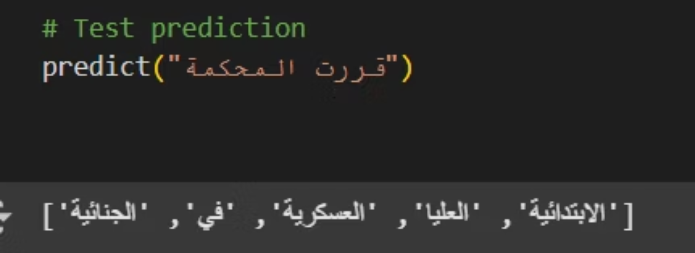 # Test prediction
predict("قررت المحكمة")
['الابتدائية', 'العليا', 'العسكرية', 'في', 'الجنائية']